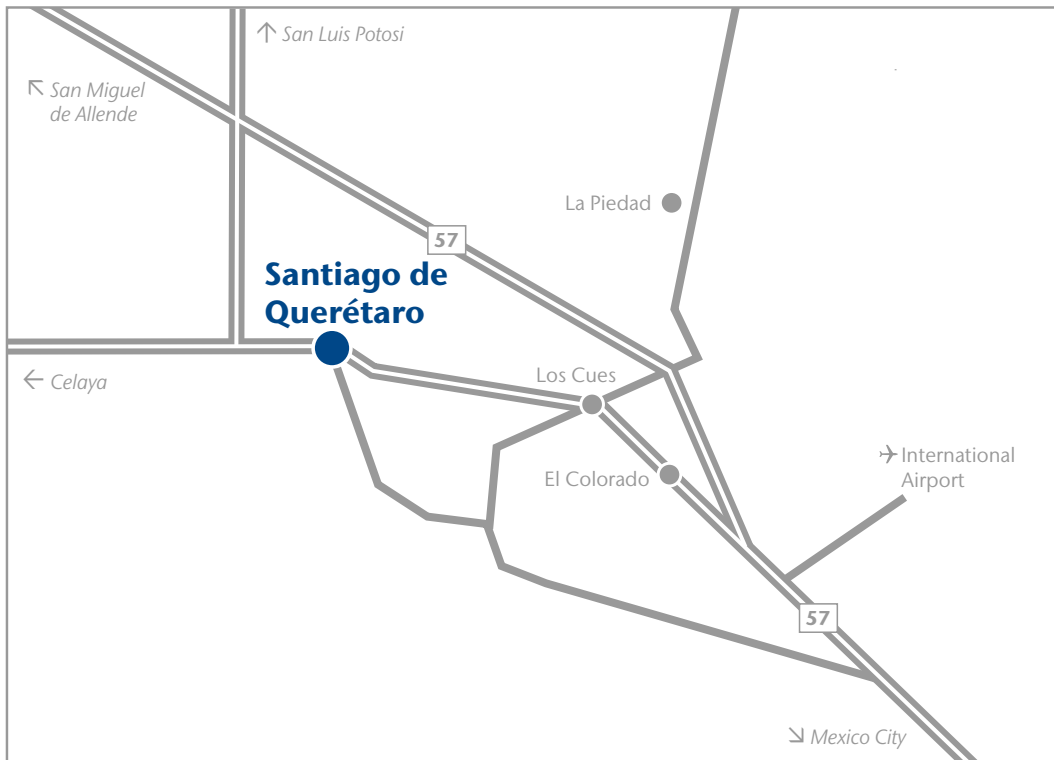 ↑ San Luis Potosi
↖ San Miguel
de Allende
La Piedad
57
Santiago de
Querétaro
Los Cues
← Celaya
International
Airport
El Colorado
57
↘ Mexico City